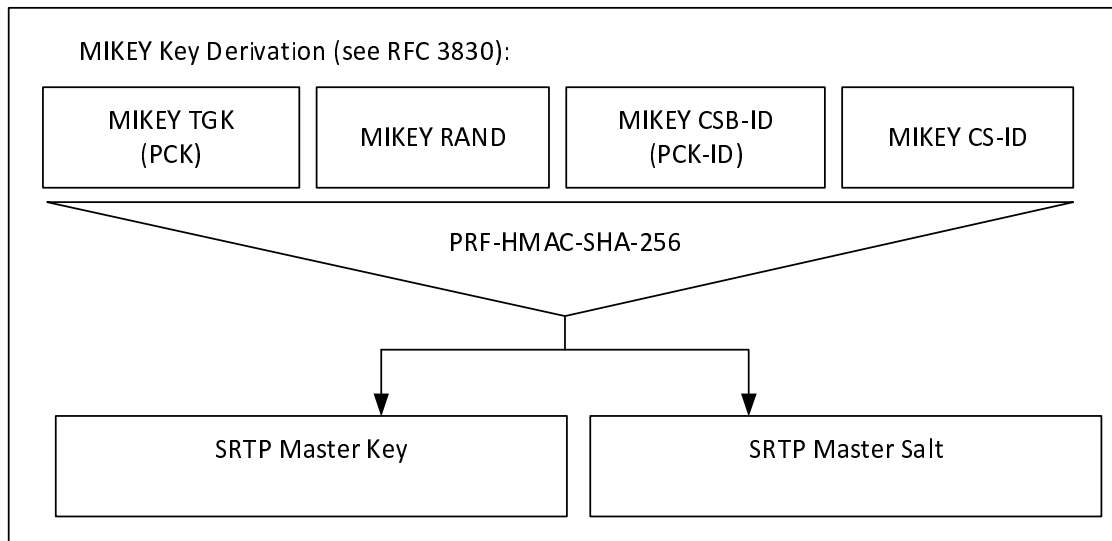 MIKEY Key Derivation (see RFC 3830):
MIKEY TGK
(PCK)
MIKEY RAND
MIKEY CSB-ID
(PCK-ID)
MIKEY CS-ID
PRF-HMAC-SHA-256
SRTP Master Key
SRTP Master Salt